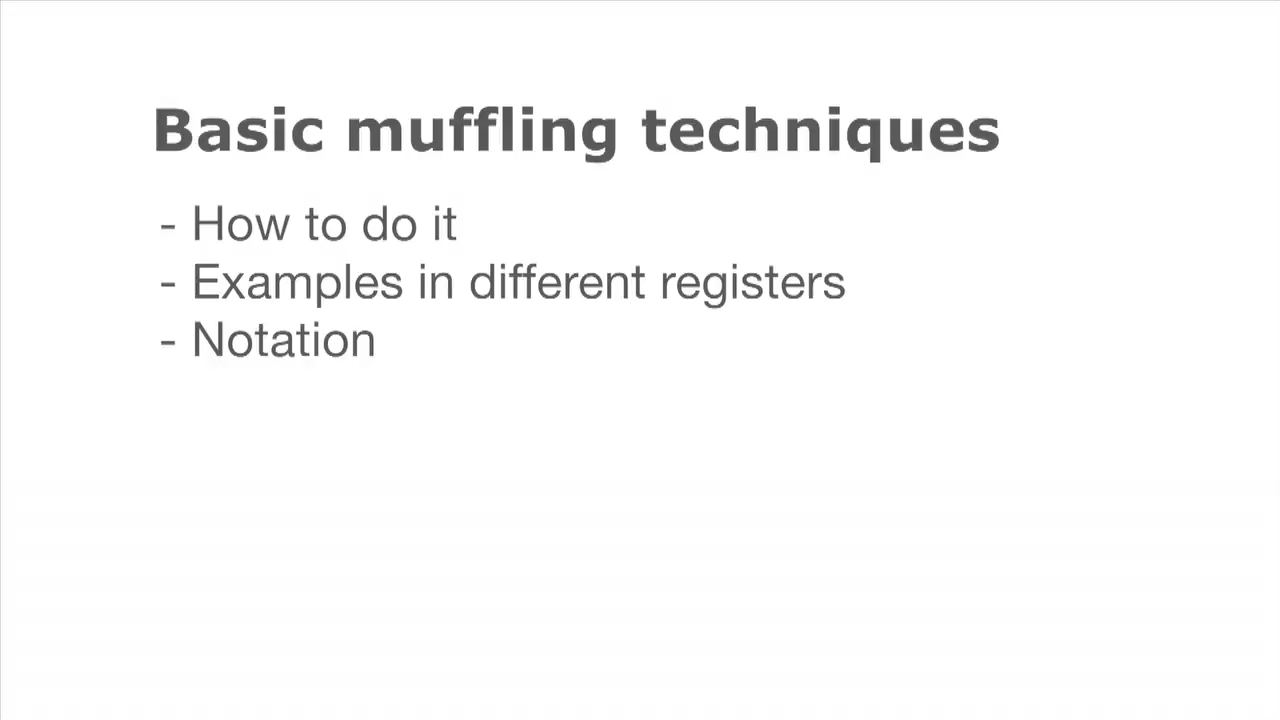 Basic muffling techniques
- How to do it
- Examples in different registers
- Notation